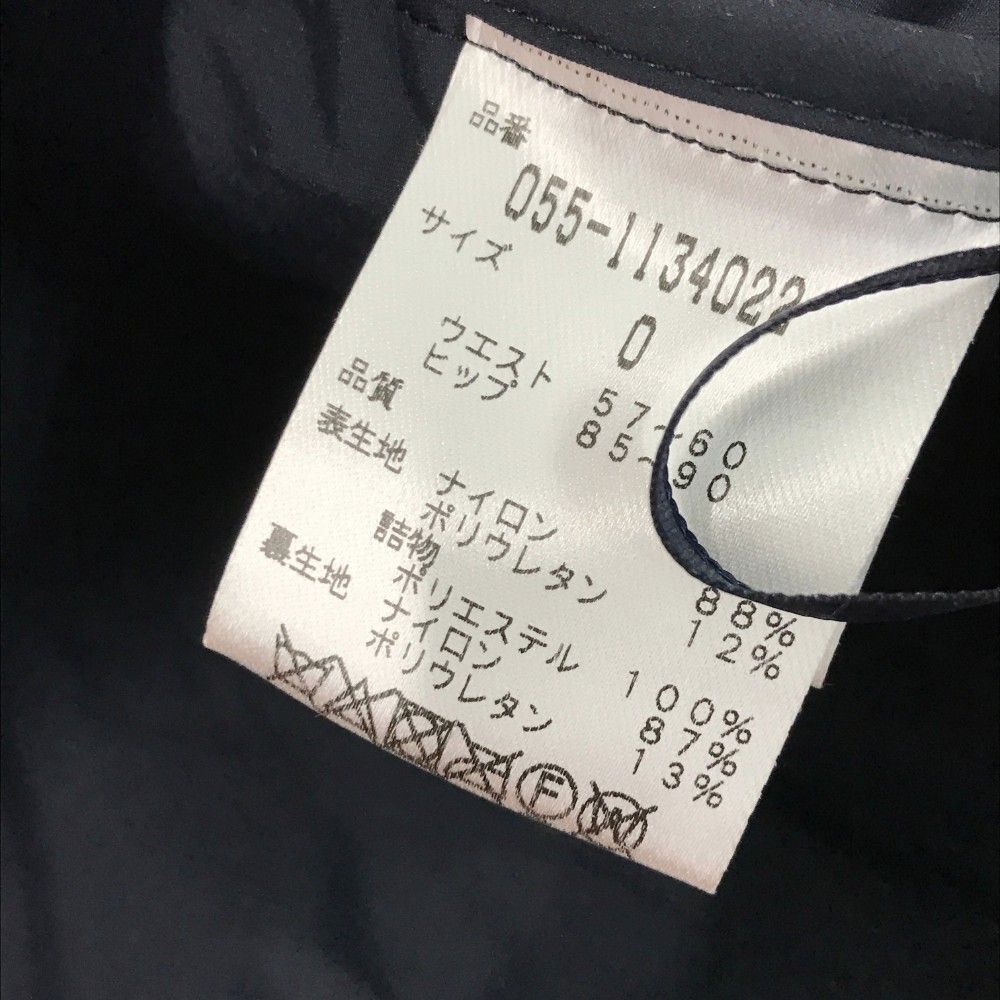 品番
055-1134022
サイズ
0
ウエスト 57~60
ヒップ 85~90
品質
表生地 ナイロン 88%
ポリウレタン 12%
詰物 ポリエステル 100%
裏生地 ナイロン 87%
ポリウレタン 13%
F
W